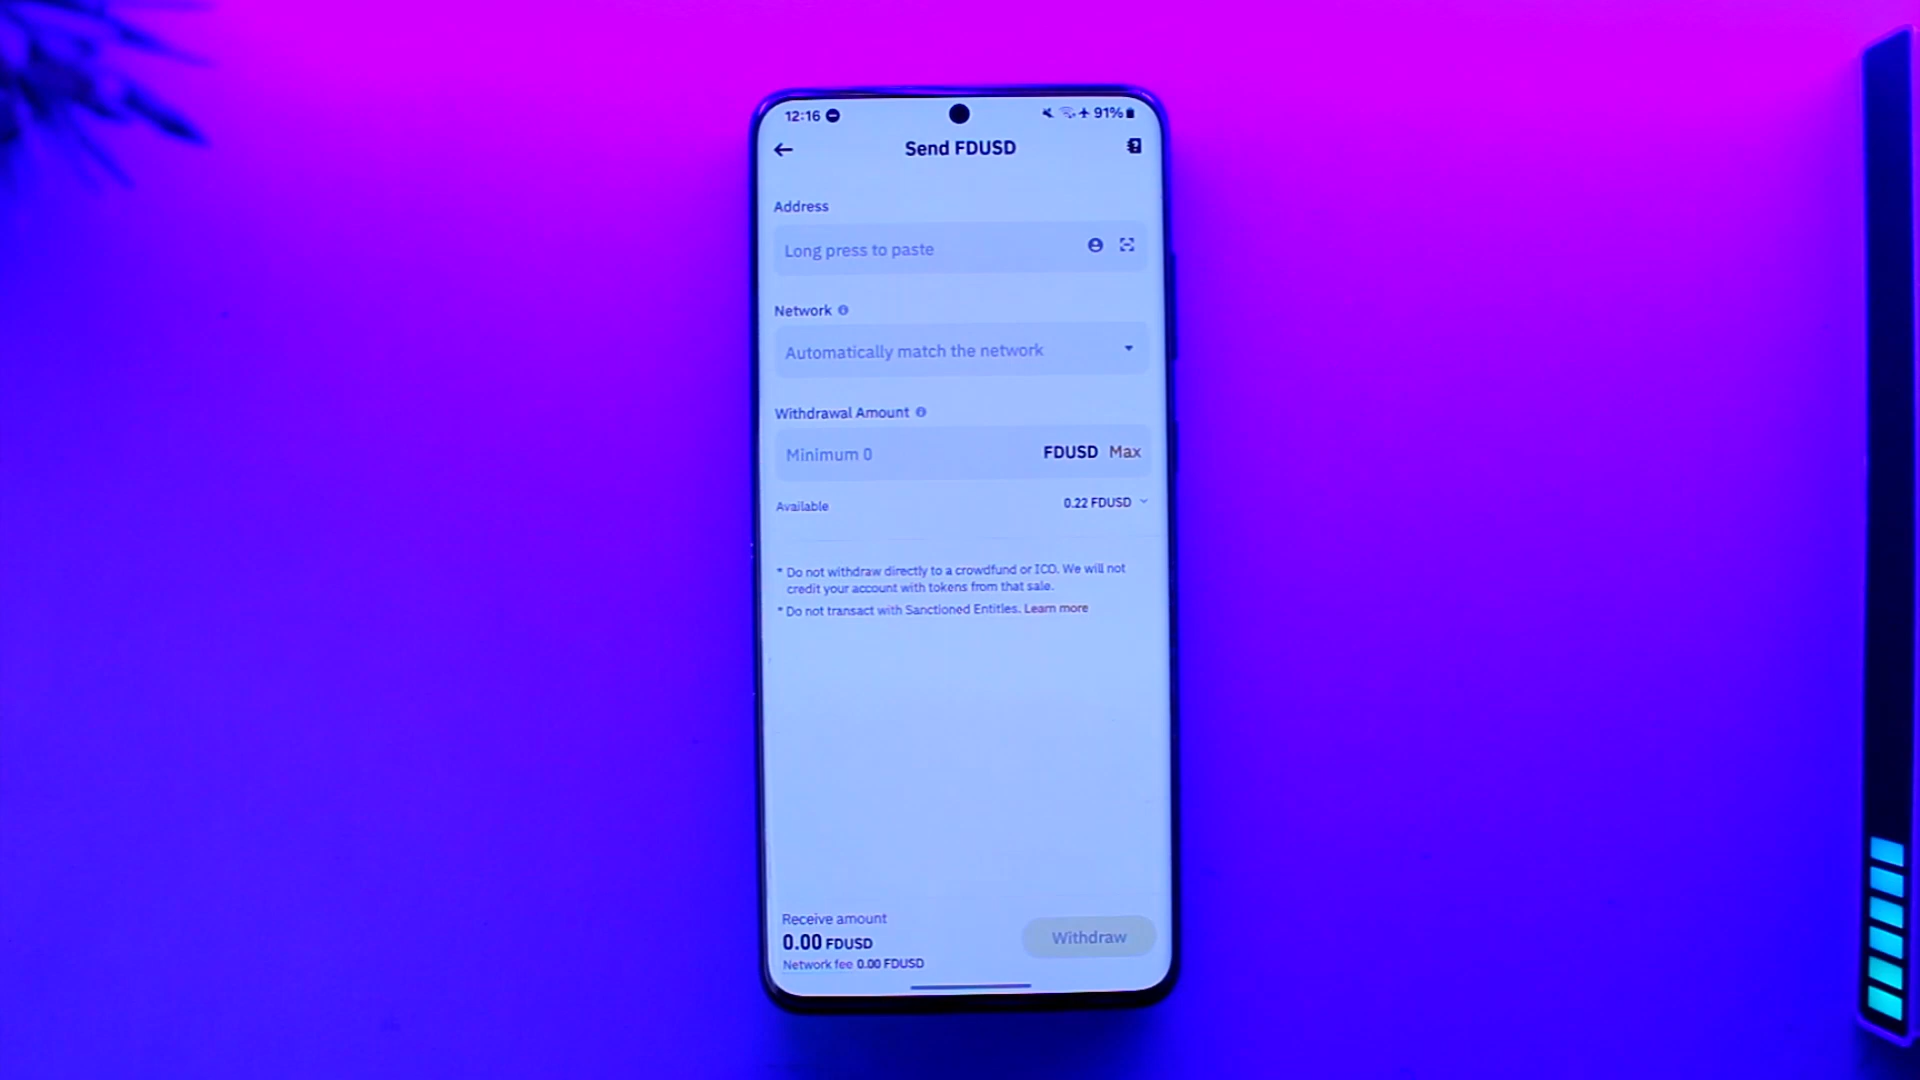 12:16 91%
Send FDUSD
Address
Long press to paste
Network
Automatically match the network
Withdrawal Amount
Minimum 0 FDUSD Max
Available 0.22 FDUSD
* Do not withdraw directly to a crowdfund or ICO. We will not
credit your account with tokens from that sale.
* Do not transact with Sanctioned Entitles. Learn more
Receive amount
0.00 FDUSD
Withdraw
Network fee 0.00 FDUSD